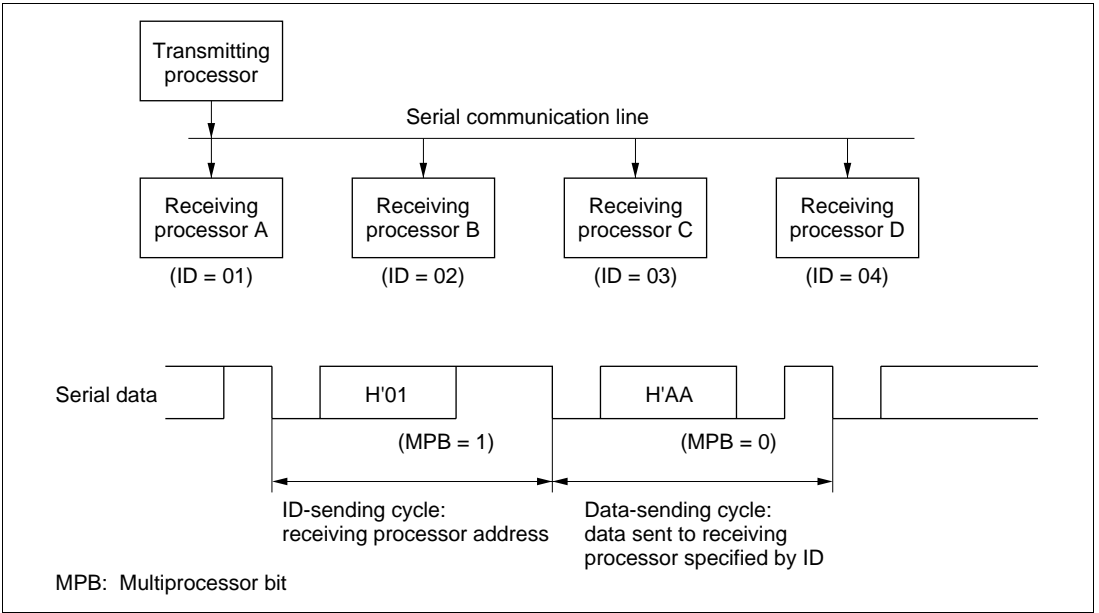 Transmitting
processor
Serial communication line
Receiving
processor A
Receiving
processor B
Receiving
processor C
Receiving
processor D
(ID = 01)
(ID = 02)
(ID = 03)
(ID = 04)
Serial data
H'01
H'AA
(MPB = 1)
(MPB = 0)
ID-sending cycle:
receiving processor address
Data-sending cycle:
data sent to receiving
processor specified by ID
MPB: Multiprocessor bit